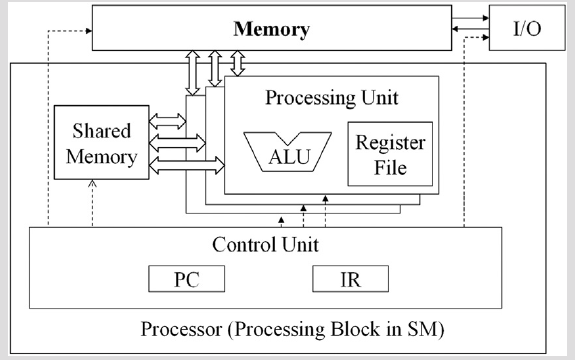 Memory
I/O
Processing Unit
Shared
Memory
ALU
Register
File
Control Unit
PC
IR
Processor (Processing Block in SM)